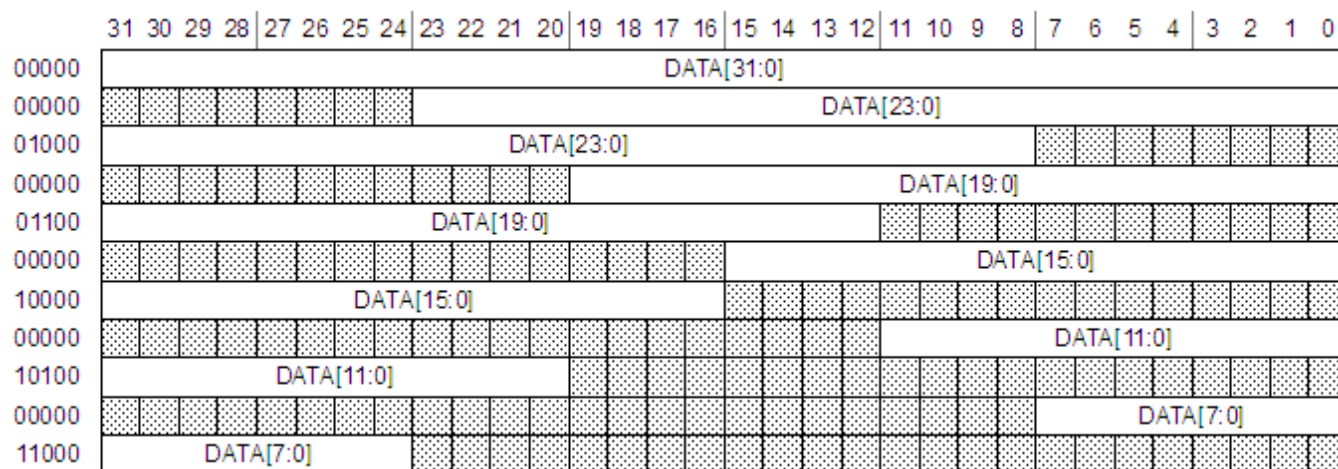 31 30 29 28 27 26 25 24 23 22 21 20 19 18 17 16 15 14 13 12 11 10 9 8 7 6 5 4 3 2 1 0
00000 DATA[31:0]
00000 DATA[23:0]
01000 DATA[23:0]
00000 DATA[19:0]
01100 DATA[19:0]
00000 DATA[15:0]
10000 DATA[15:0]
00000 DATA[11:0]
10100 DATA[11:0]
00000 DATA[7:0]
11000 DATA[7:0]